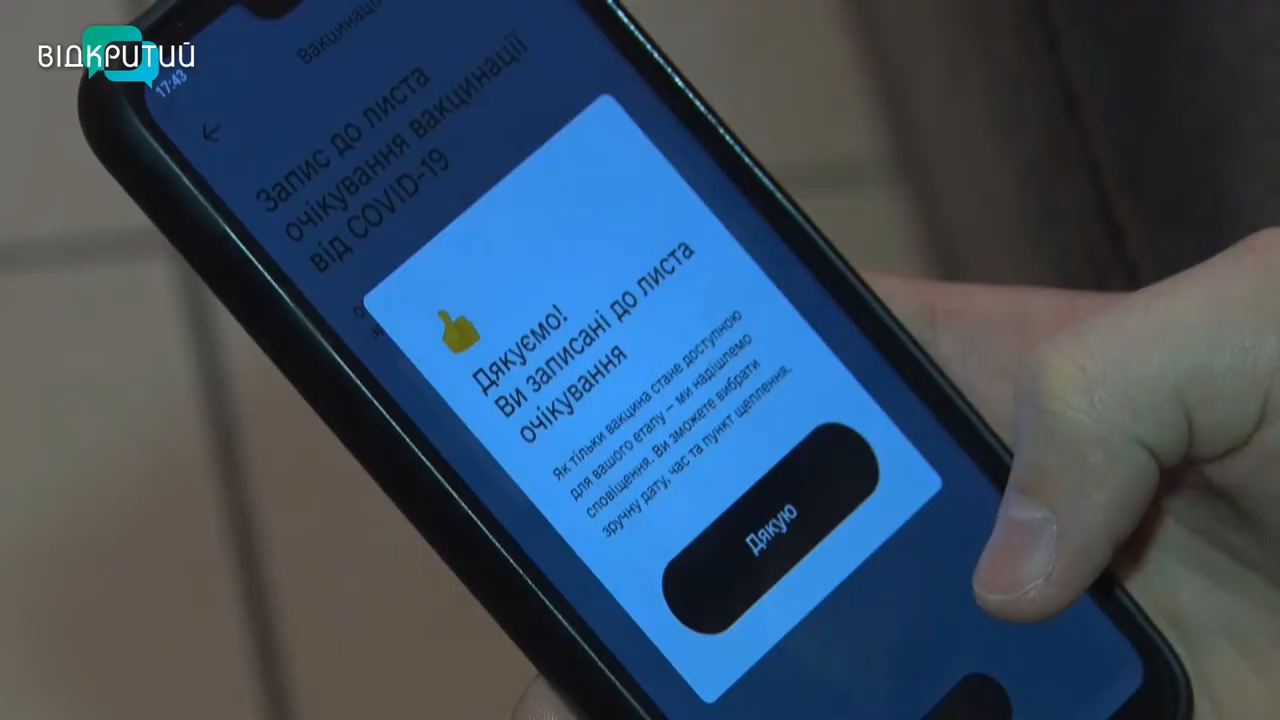 ВІДКРИТИЙ
17:43
Вакцинація
Запис до листа
очікування вакцинації
від COVID-19
Дякуємо!
Ви записані до листа
очікування
Як тільки вакцина стане доступною
для вашого етапу – ми надішлемо
сповіщення. Ви зможете вибрати
зручну дату, час та пункт щеплення.
Дякую